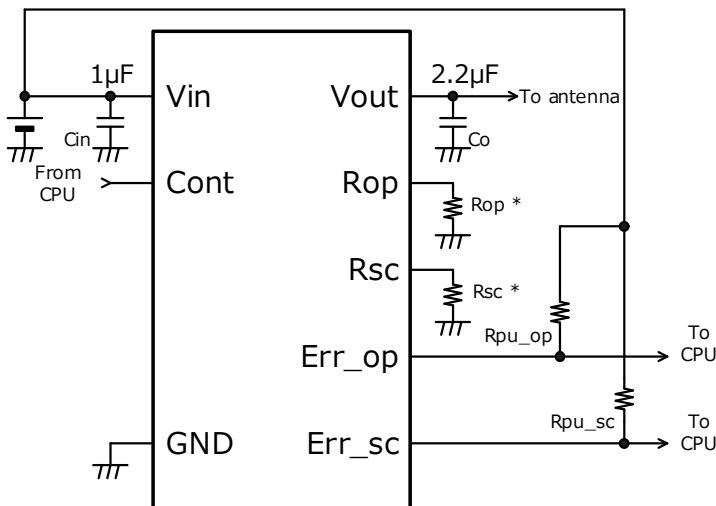 1µF
2.2µF
Vin
Vout
To antenna
Cin
Co
From
CPU
Cont
Rop
Rop *
Rsc
Rsc *
Rpu_op
Err_op
To
CPU
Rpu_sc
GND
Err_sc
To
CPU